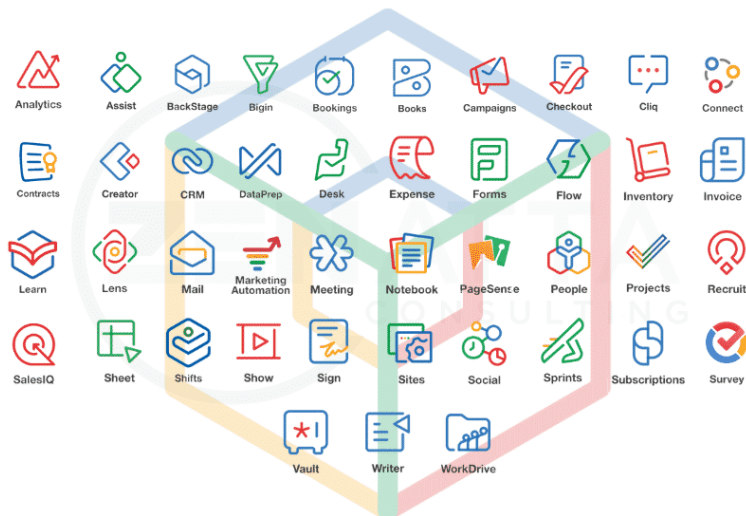 Analytics
Assist
BackStage
Bigin
Bookings
Books
Campaigns
Checkout
Cliq
Connect
Contracts
Creator
CRM
DataPrep
Desk
Expense
Forms
Flow
Inventory
Invoice
Learn
Lens
Mail
Marketing
Automation
Meeting
Notebook
PageSense
People
Projects
Recruit
CONSULTING
SalesIQ
Sheet
Shifts
Show
Sign
Sites
Social
Sprints
Subscriptions
Survey
Vault
Writer
WorkDrive